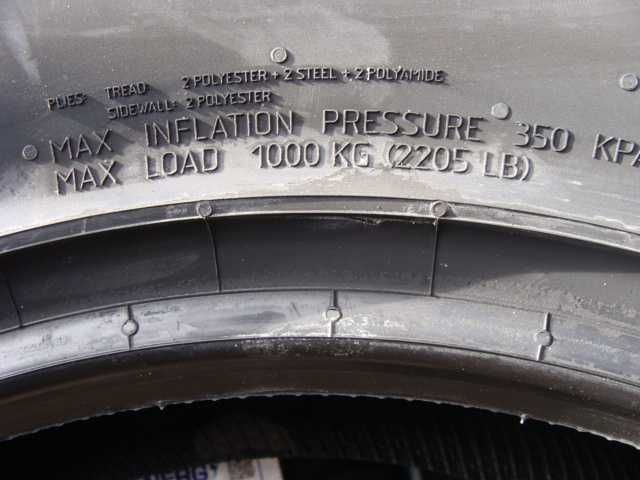 PLIES: TREAD: 2 POLYESTER + 2 STEEL + 2 POLYAMIDE
SIDEWALL: 2 POLYESTER
MAX INFLATION PRESSURE 350 KPA
MAX LOAD 1000 KG (2205 LB)